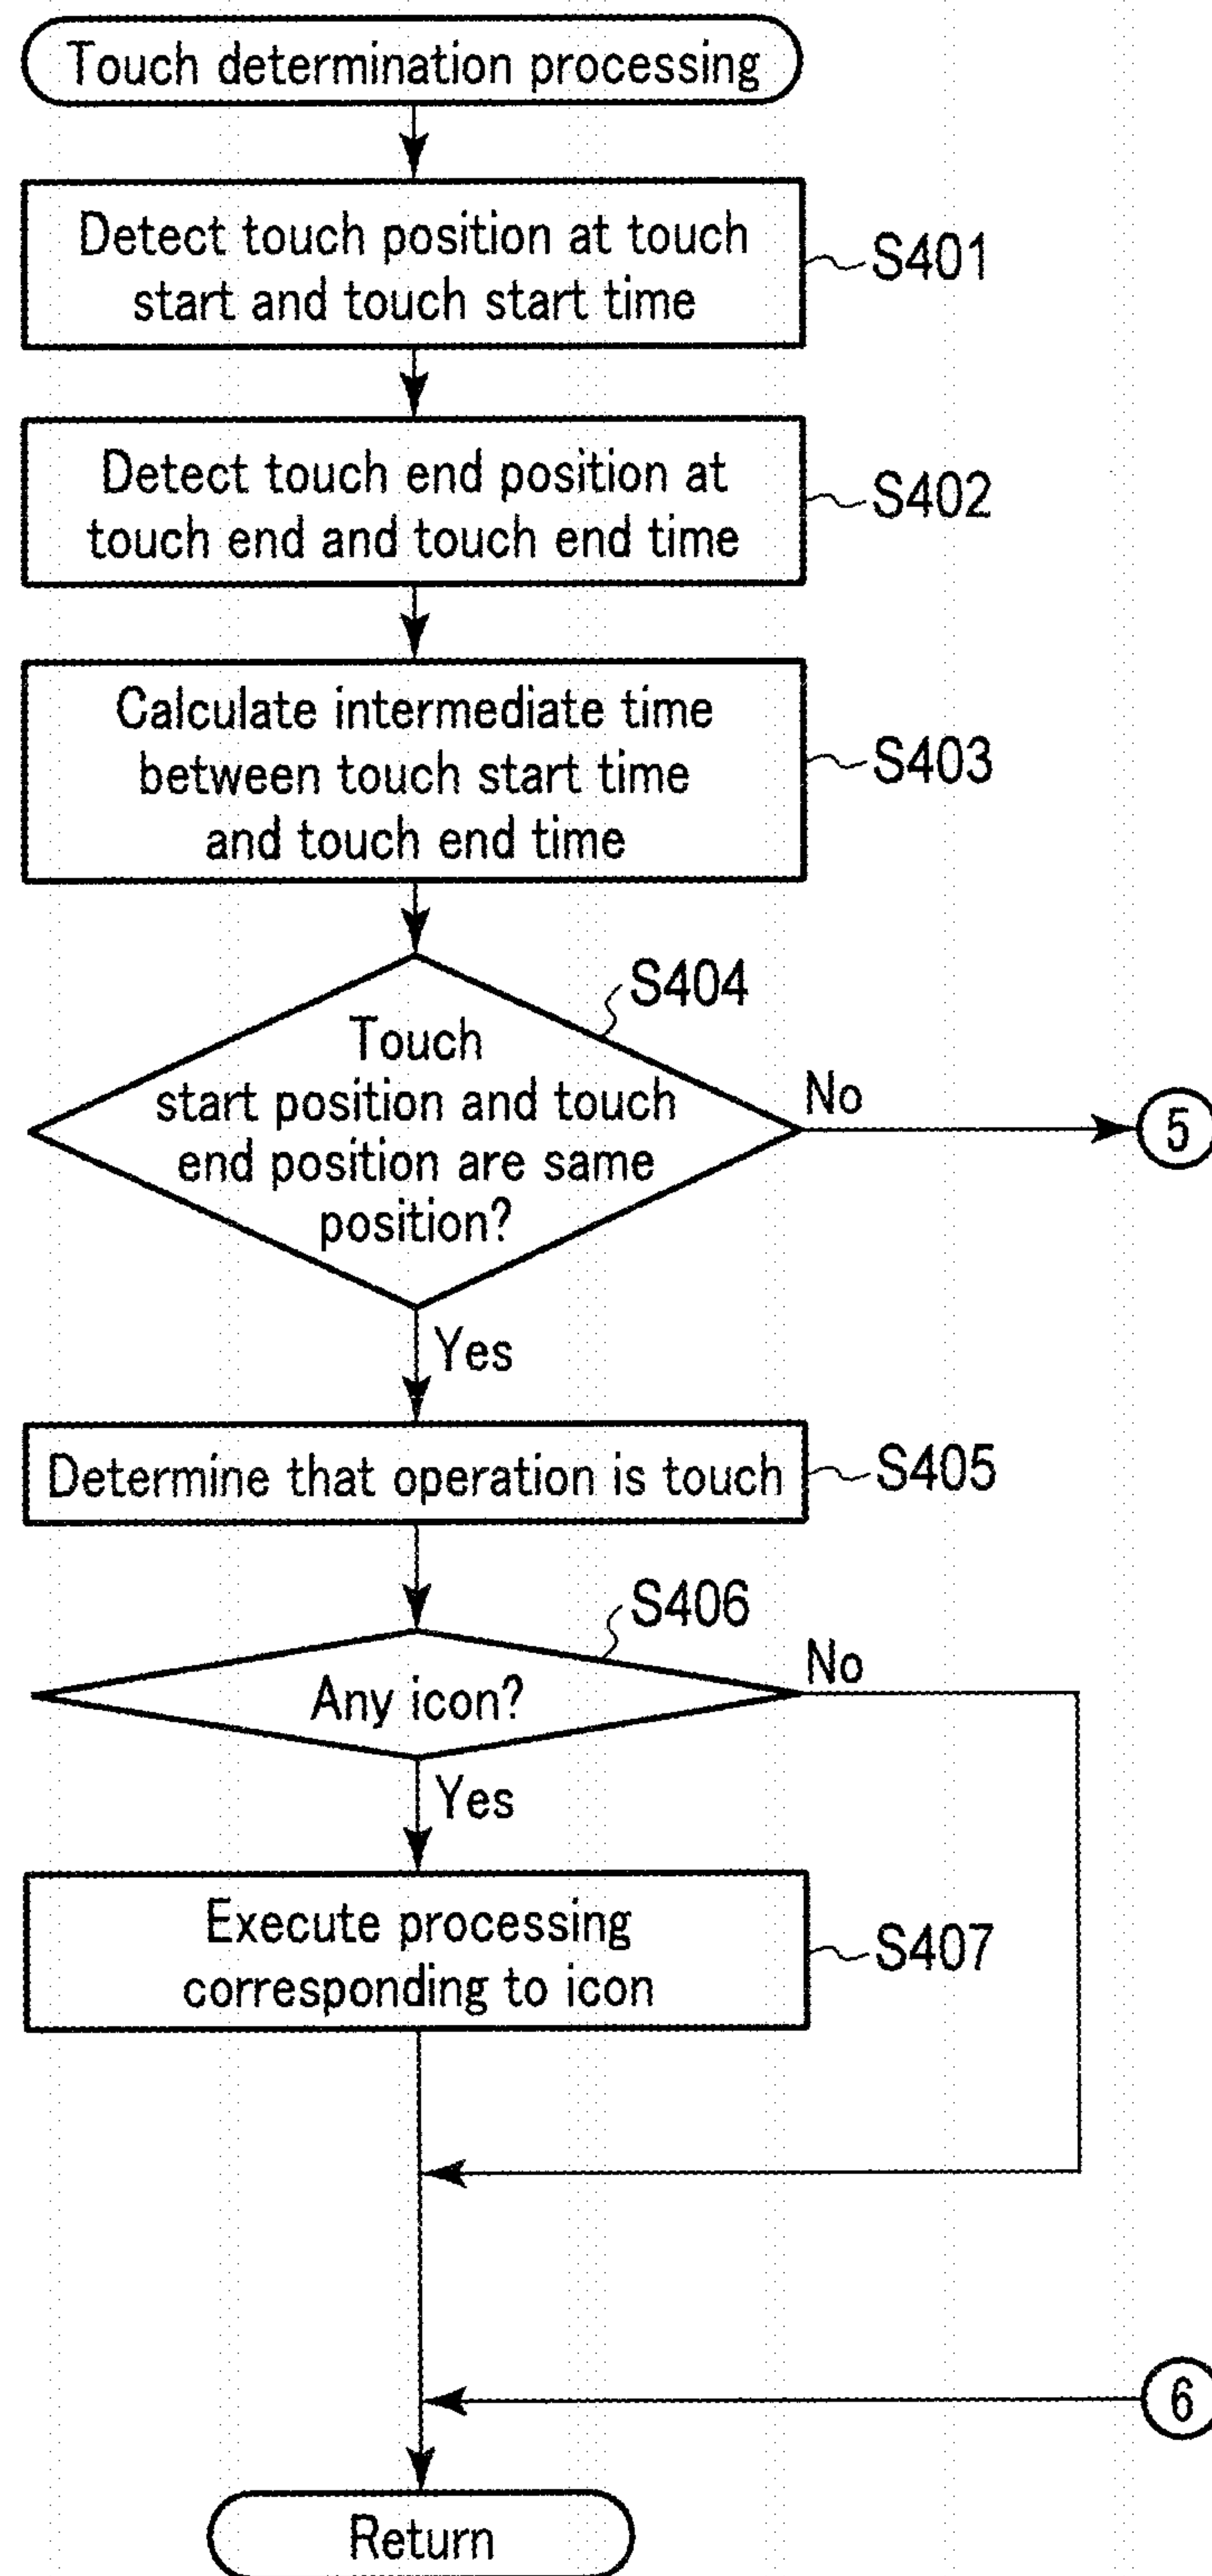 Touch determination processing
Detect touch position at touch
start and touch start time
S401
Detect touch end position at
touch end and touch end time
S402
Calculate intermediate time
between touch start time
and touch end time
S403
S404
Touch
start position and touch
end position are same
position?
No
5
Yes
Determine that operation is touch
S405
S406
Any icon?
No
Yes
Execute processing
corresponding to icon
S407
6
Return